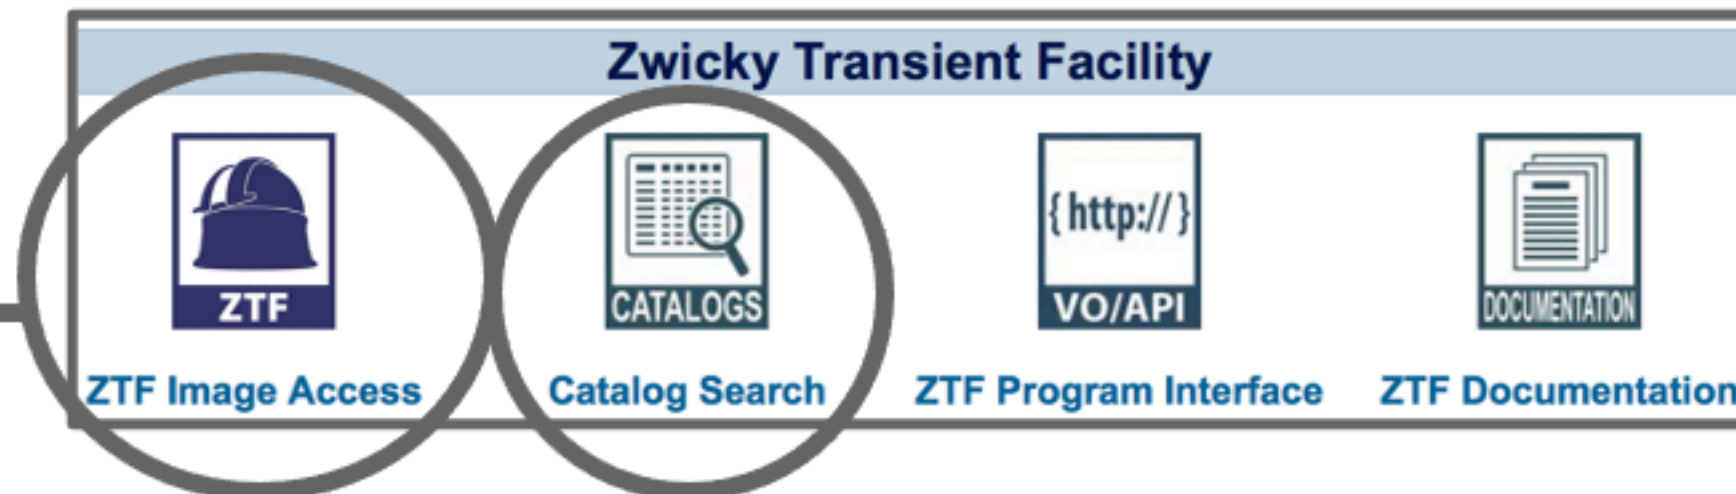 Zwicky Transient Facility
ZTF
CATALOGS
{ http:// }
VO/API
DOCUMENTATION
ZTF Image Access
Catalog Search
ZTF Program Interface
ZTF Documentation